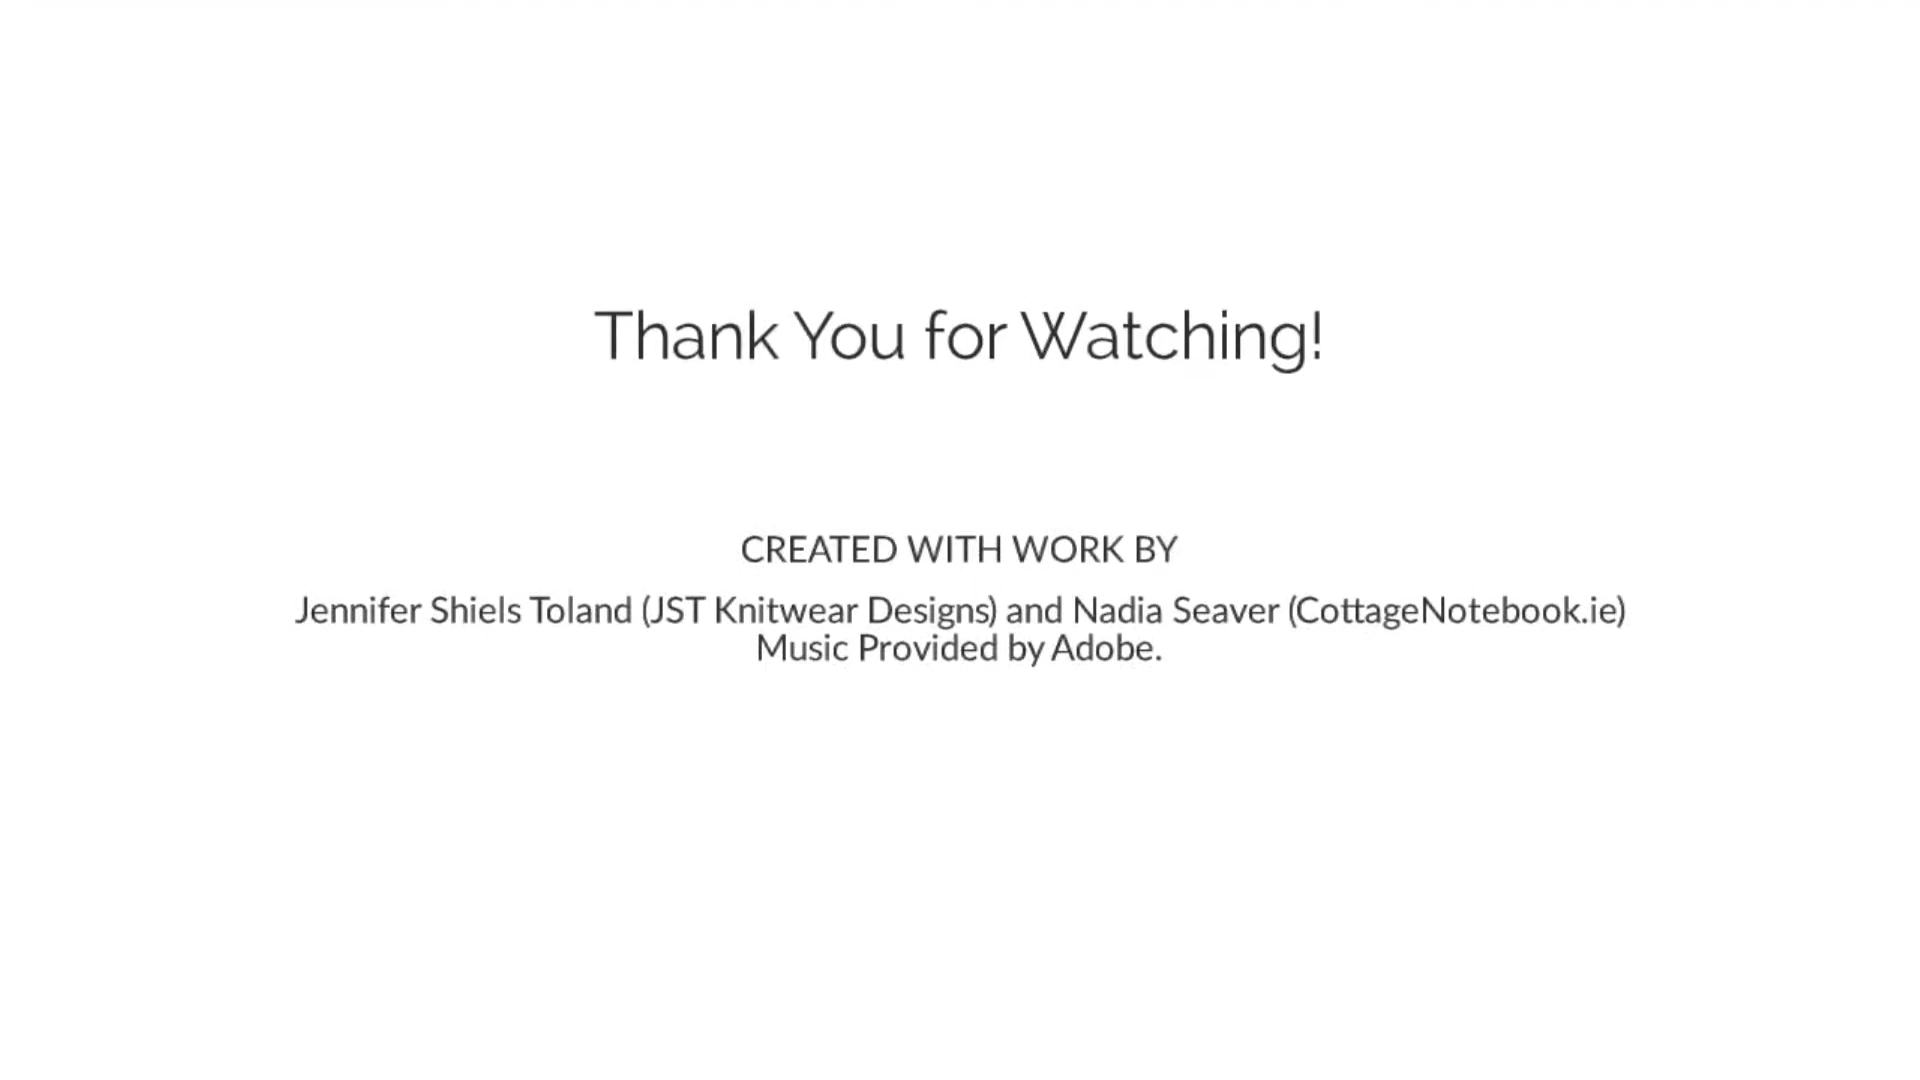 Thank You for Watching!
CREATED WITH WORK BY
Jennifer Shiels Toland (JST Knitwear Designs) and Nadia Seaver (CottageNotebook.ie)
Music Provided by Adobe.